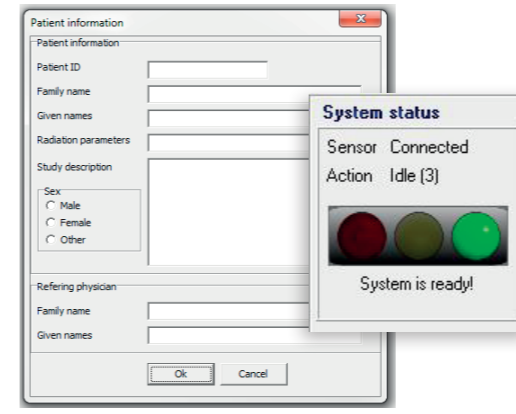 Patient information
Patient information
Patient ID
Family name
Given names
Radiation parameters
Study description
Sex
Male
Female
Other
Refering physician
Family name
Given names
Ok
Cancel
System status
Sensor Connected
Action Idle (3)
System is ready!